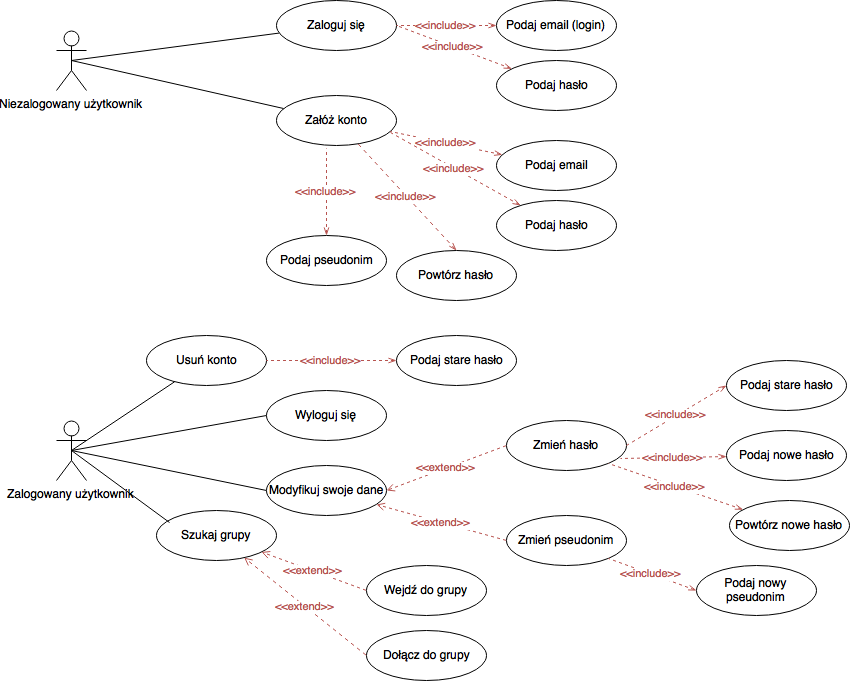 Zaloguj się
<<include>>
Podaj email (login)
<<include>>
Podaj hasło
Niezalogowany użytkownik
Załóż konto
<<include>>
Podaj email
<<include>>
<<include>>
<<include>>
Podaj hasło
Podaj pseudonim
Powtórz hasło
Usuń konto
<<include>>
Podaj stare hasło
Podaj stare hasło
Wyloguj się
<<include>>
Zmień hasło
<<include>>
Podaj nowe hasło
<<extend>>
<<include>>
Zalogowany użytkownik
Modyfikuj swoje dane
<<extend>>
Powtórz nowe hasło
Szukaj grupy
Zmień pseudonim
<<extend>>
<<include>>
Wejdź do grupy
Podaj nowy
pseudonim
<<extend>>
Dołącz do grupy